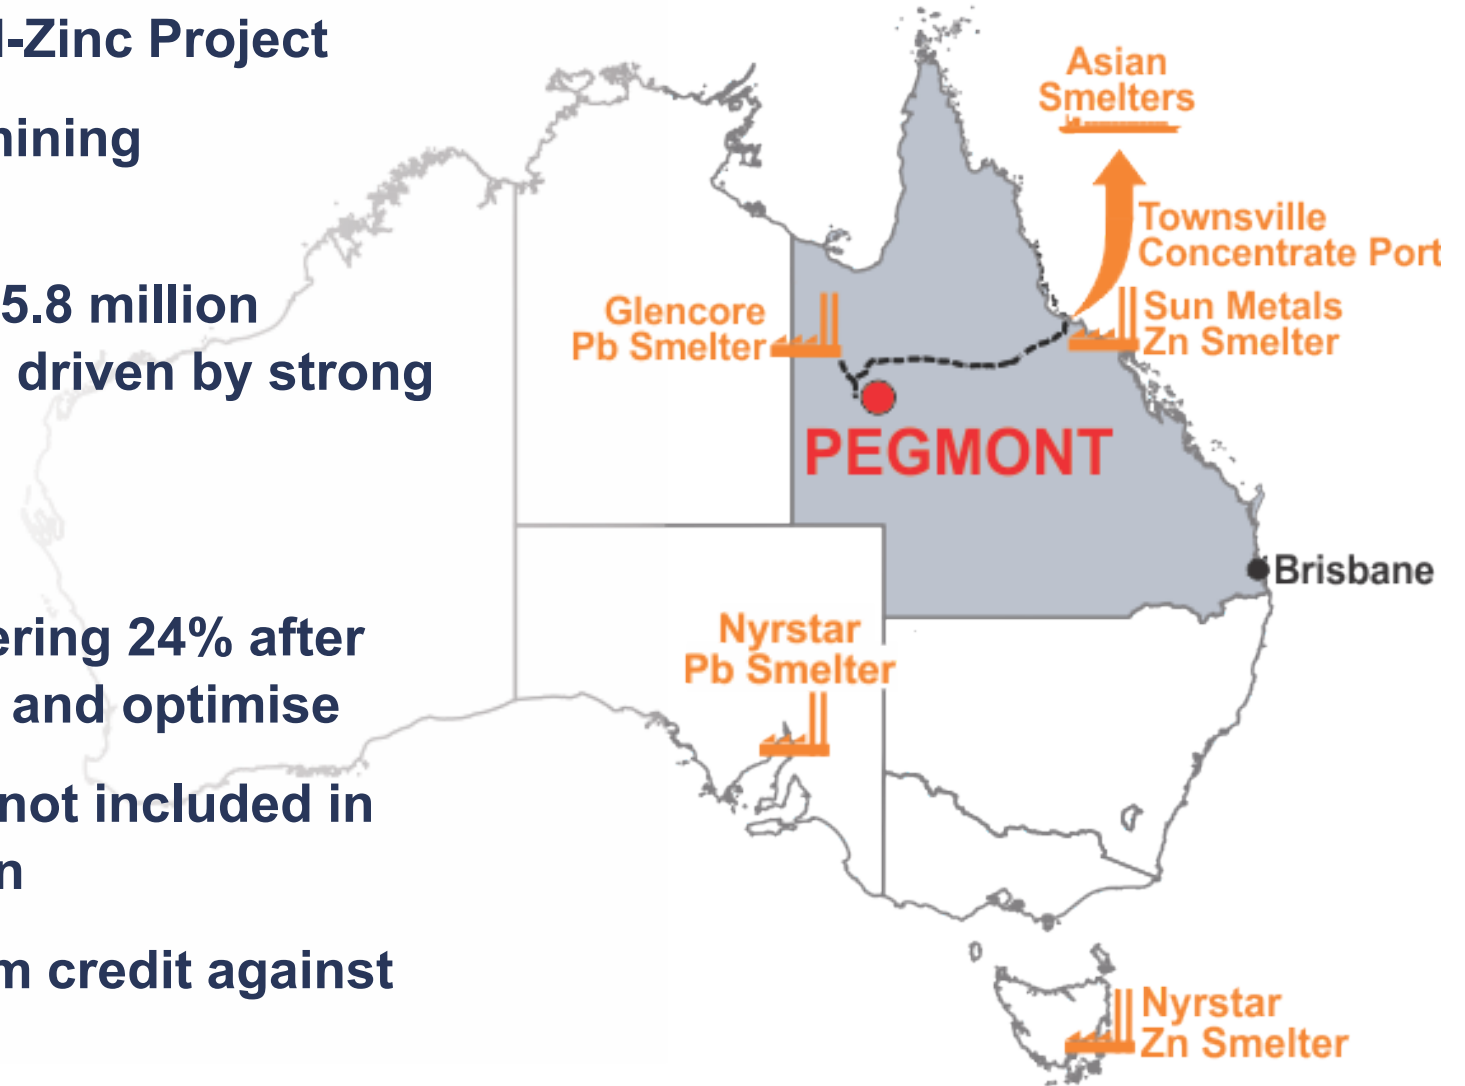 l-Zinc Project
ining
5.8 million
driven by strong
ering 24% after
and optimise
not included in
n
m credit against
Asian
Smelters
Townsville
Concentrate Port
Glencore
Pb Smelter
Sun Metals
Zn Smelter
PEGMONT
Brisbane
Nyrstar
Pb Smelter
Nyrstar
Zn Smelter